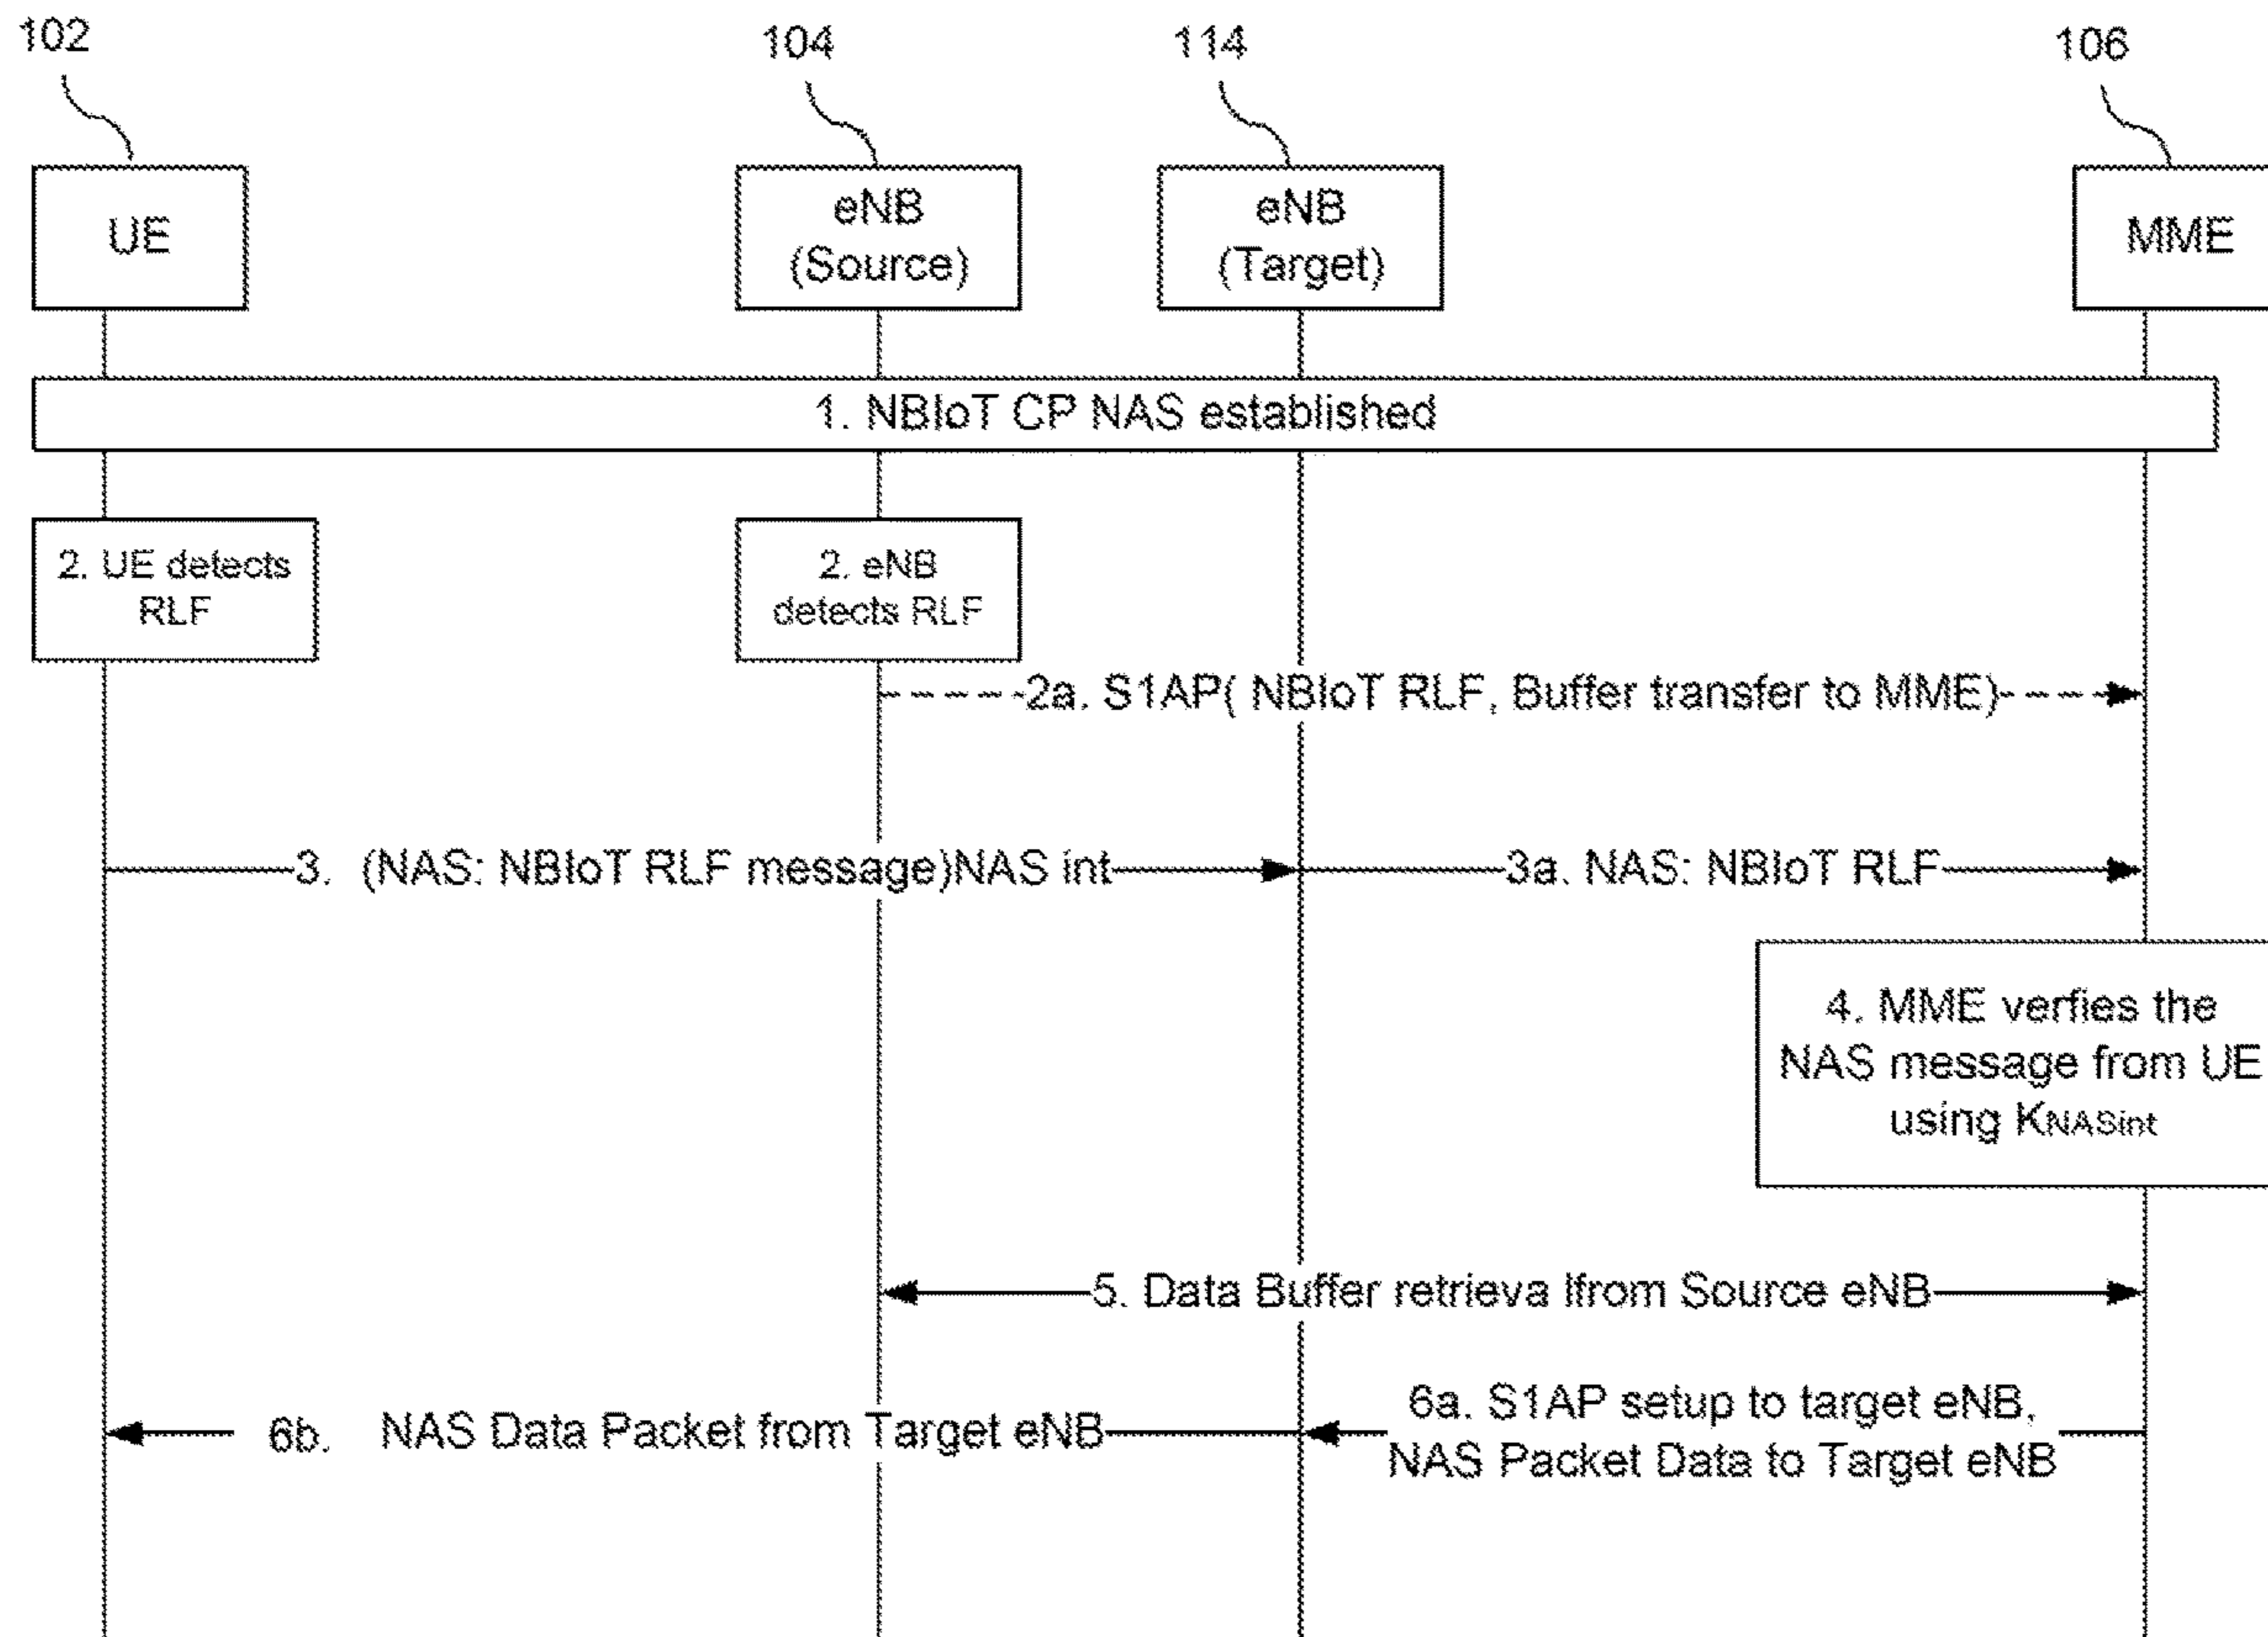 102
104
114
106
UE
eNB
(Source)
eNB
(Target)
MME
1. NBIoT CP NAS established
2. UE detects
RLF
2. eNB
detects RLF
2a. S1AP( NBIoT RLF, Buffer transfer to MME)
3. (NAS: NBIoT RLF message)NAS int
3a. NAS: NBIoT RLF
4. MME verfies the
NAS message from UE
using KNASint
5. Data Buffer retrieva lfrom Source eNB
6a. S1AP setup to target eNB,
NAS Packet Data to Target eNB
6b. NAS Data Packet from Target eNB